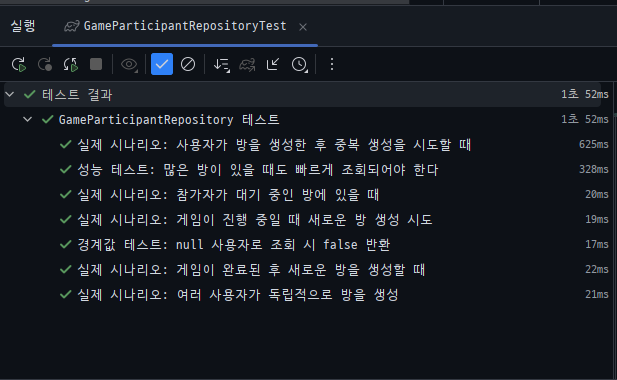 실행 GameParticipantRepositoryTest
테스트 결과 1초 52ms
GameParticipantRepository 테스트 1초 52ms
실제 시나리오: 사용자가 방을 생성한 후 중복 생성을 시도할 때 625ms
성능 테스트: 많은 방이 있을 때도 빠르게 조회되어야 한다 328ms
실제 시나리오: 참가자가 대기 중인 방에 있을 때 20ms
실제 시나리오: 게임이 진행 중일 때 새로운 방 생성 시도 19ms
경계값 테스트: null 사용자로 조회 시 false 반환 17ms
실제 시나리오: 게임이 완료된 후 새로운 방을 생성할 때 22ms
실제 시나리오: 여러 사용자가 독립적으로 방을 생성 21ms